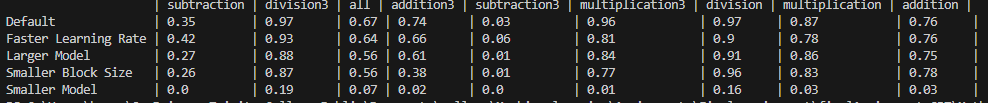 | subtraction | division3 | all | addition3 | subtraction3 | multiplication3 | division | multiplication | addition |
Default | 0.35 | 0.97 | 0.67 | 0.74 | 0.03 | 0.96 | 0.97 | 0.87 | 0.76 |
Faster Learning Rate | 0.42 | 0.93 | 0.64 | 0.66 | 0.06 | 0.81 | 0.9 | 0.78 | 0.76 |
Larger Model | 0.27 | 0.88 | 0.56 | 0.61 | 0.01 | 0.84 | 0.91 | 0.86 | 0.75 |
Smaller Block Size | 0.26 | 0.87 | 0.56 | 0.38 | 0.01 | 0.77 | 0.96 | 0.83 | 0.78 |
Smaller Model | 0.0 | 0.19 | 0.07 | 0.02 | 0.0 | 0.01 | 0.16 | 0.03 | 0.03 |